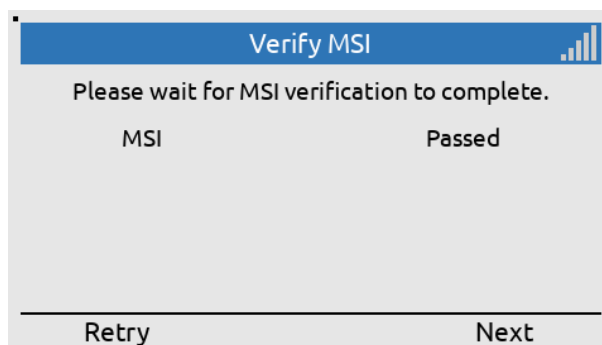 Verify MSI
Please wait for MSI verification to complete.
MSI Passed
Retry Next